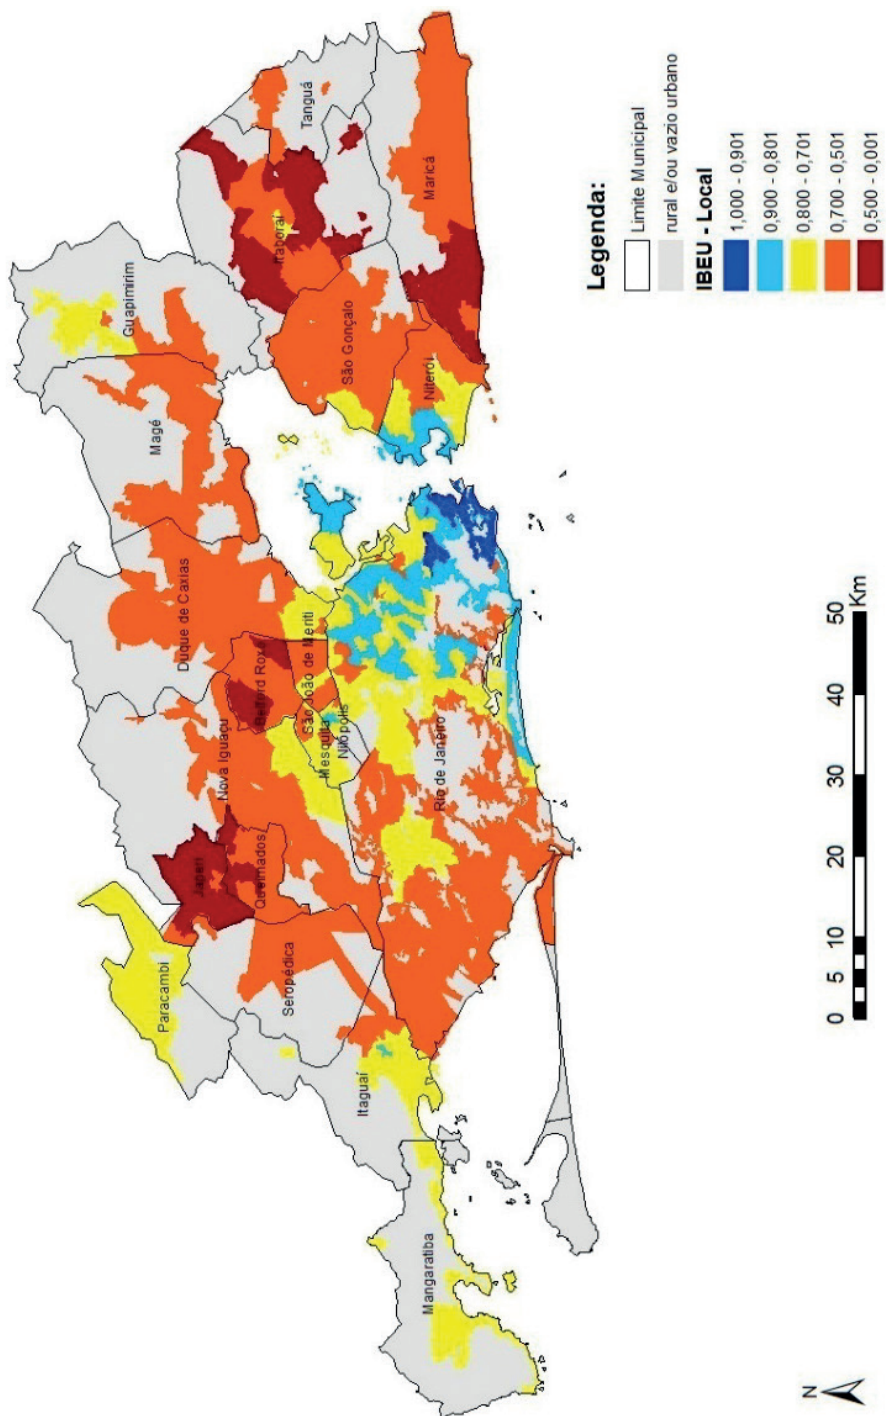 Paracambi
Japeri
Seropédica
Queimados
Nova Iguaçu
Itaguaí
Mangaratiba
Duque de Caxias
Belford Roxo
São João de Meriti
Mesquita
Nilópolis
Rio de Janeiro
Magé
Guapimirim
São Gonçalo
Niterói
Itaboraí
Tanguá
Maricá
Legenda:
Limite Municipal
rural e/ou vazio urbano
IBEU - Local
1,000 - 0,901
0,900 - 0,801
0,800 - 0,701
0,700 - 0,501
0,500 - 0,001
N
0 5 10 20 30 40 50
Km